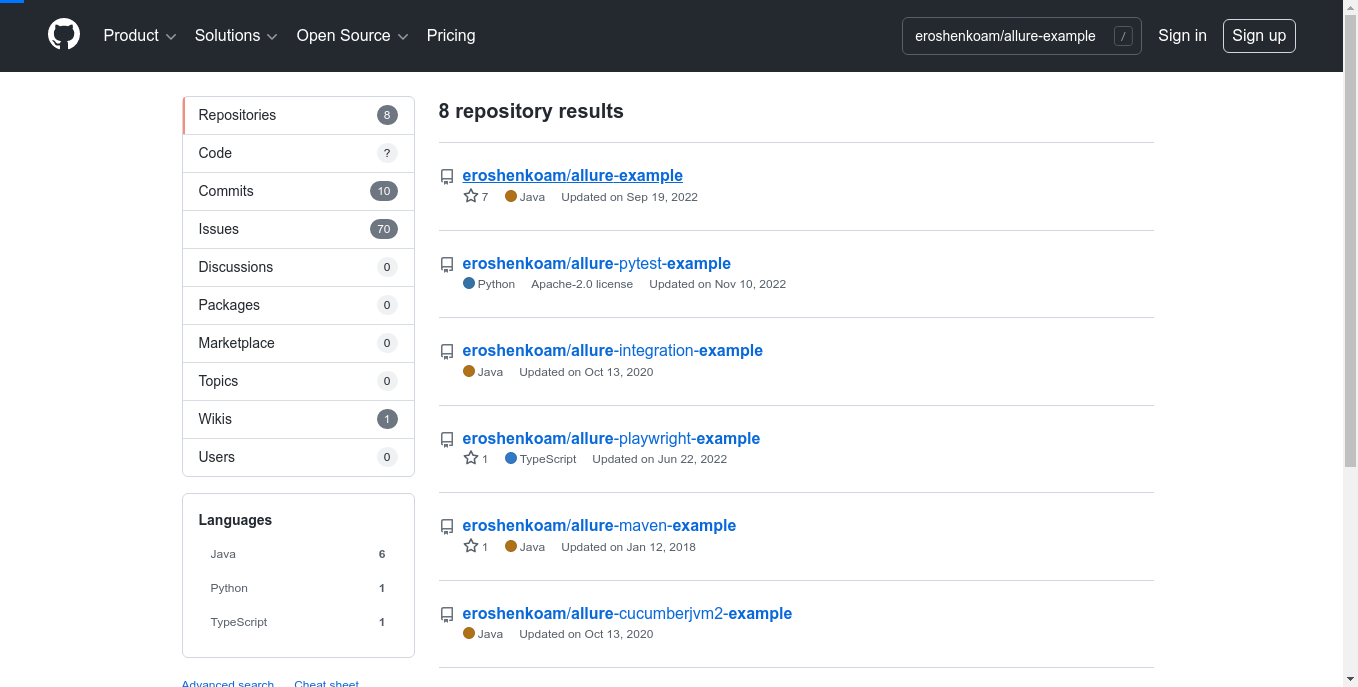 Product Solutions Open Source Pricing eroshenkoam/allure-example / Sign in Sign up
Repositories 8
Code ?
Commits 10
Issues 70
Discussions 0
Packages 0
Marketplace 0
Topics 0
Wikis 1
Users 0
Languages
Java 6
Python 1
TypeScript 1
Advanced search Cheat sheet
8 repository results
eroshenkoam/allure-example
7 Java Updated on Sep 19, 2022
eroshenkoam/allure-pytest-example
Python Apache-2.0 license Updated on Nov 10, 2022
eroshenkoam/allure-integration-example
Java Updated on Oct 13, 2020
eroshenkoam/allure-playwright-example
1 TypeScript Updated on Jun 22, 2022
eroshenkoam/allure-maven-example
1 Java Updated on Jan 12, 2018
eroshenkoam/allure-cucumberjvm2-example
Java Updated on Oct 13, 2020